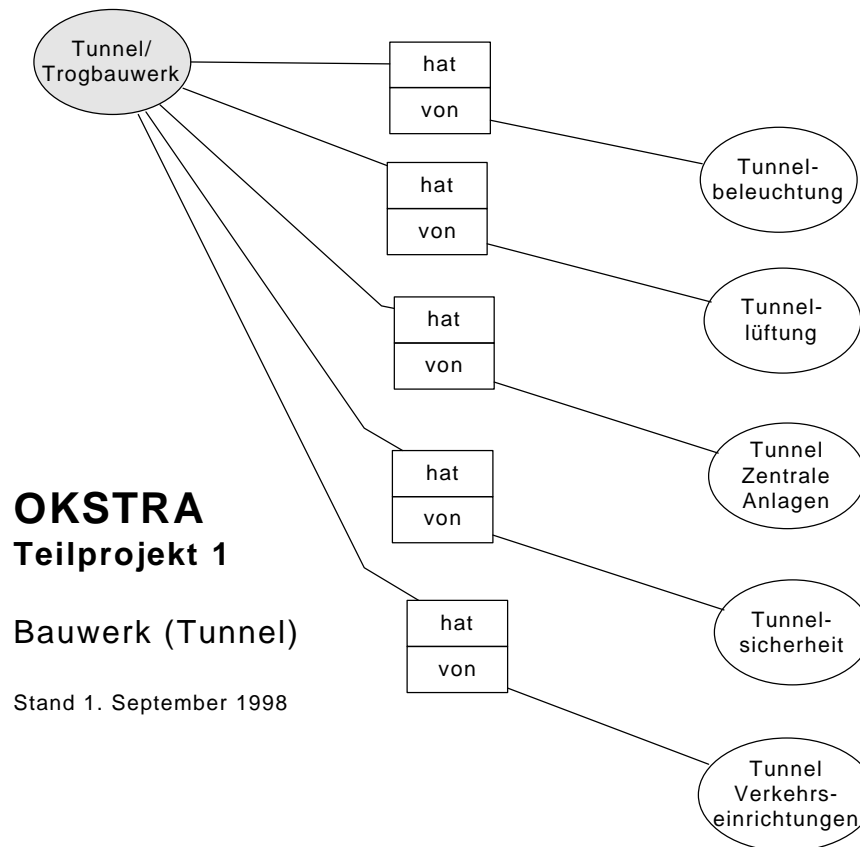 Tunnel/
Trogbauwerk
hat
von
Tunnel-
beleuchtung
hat
von
Tunnel-
lüftung
hat
von
Tunnel
Zentrale
Anlagen
hat
von
Tunnel-
sicherheit
hat
von
Tunnel
Verkehrs-
einrichtungen
OKSTRA
Teilprojekt 1
Bauwerk (Tunnel)
Stand 1. September 1998